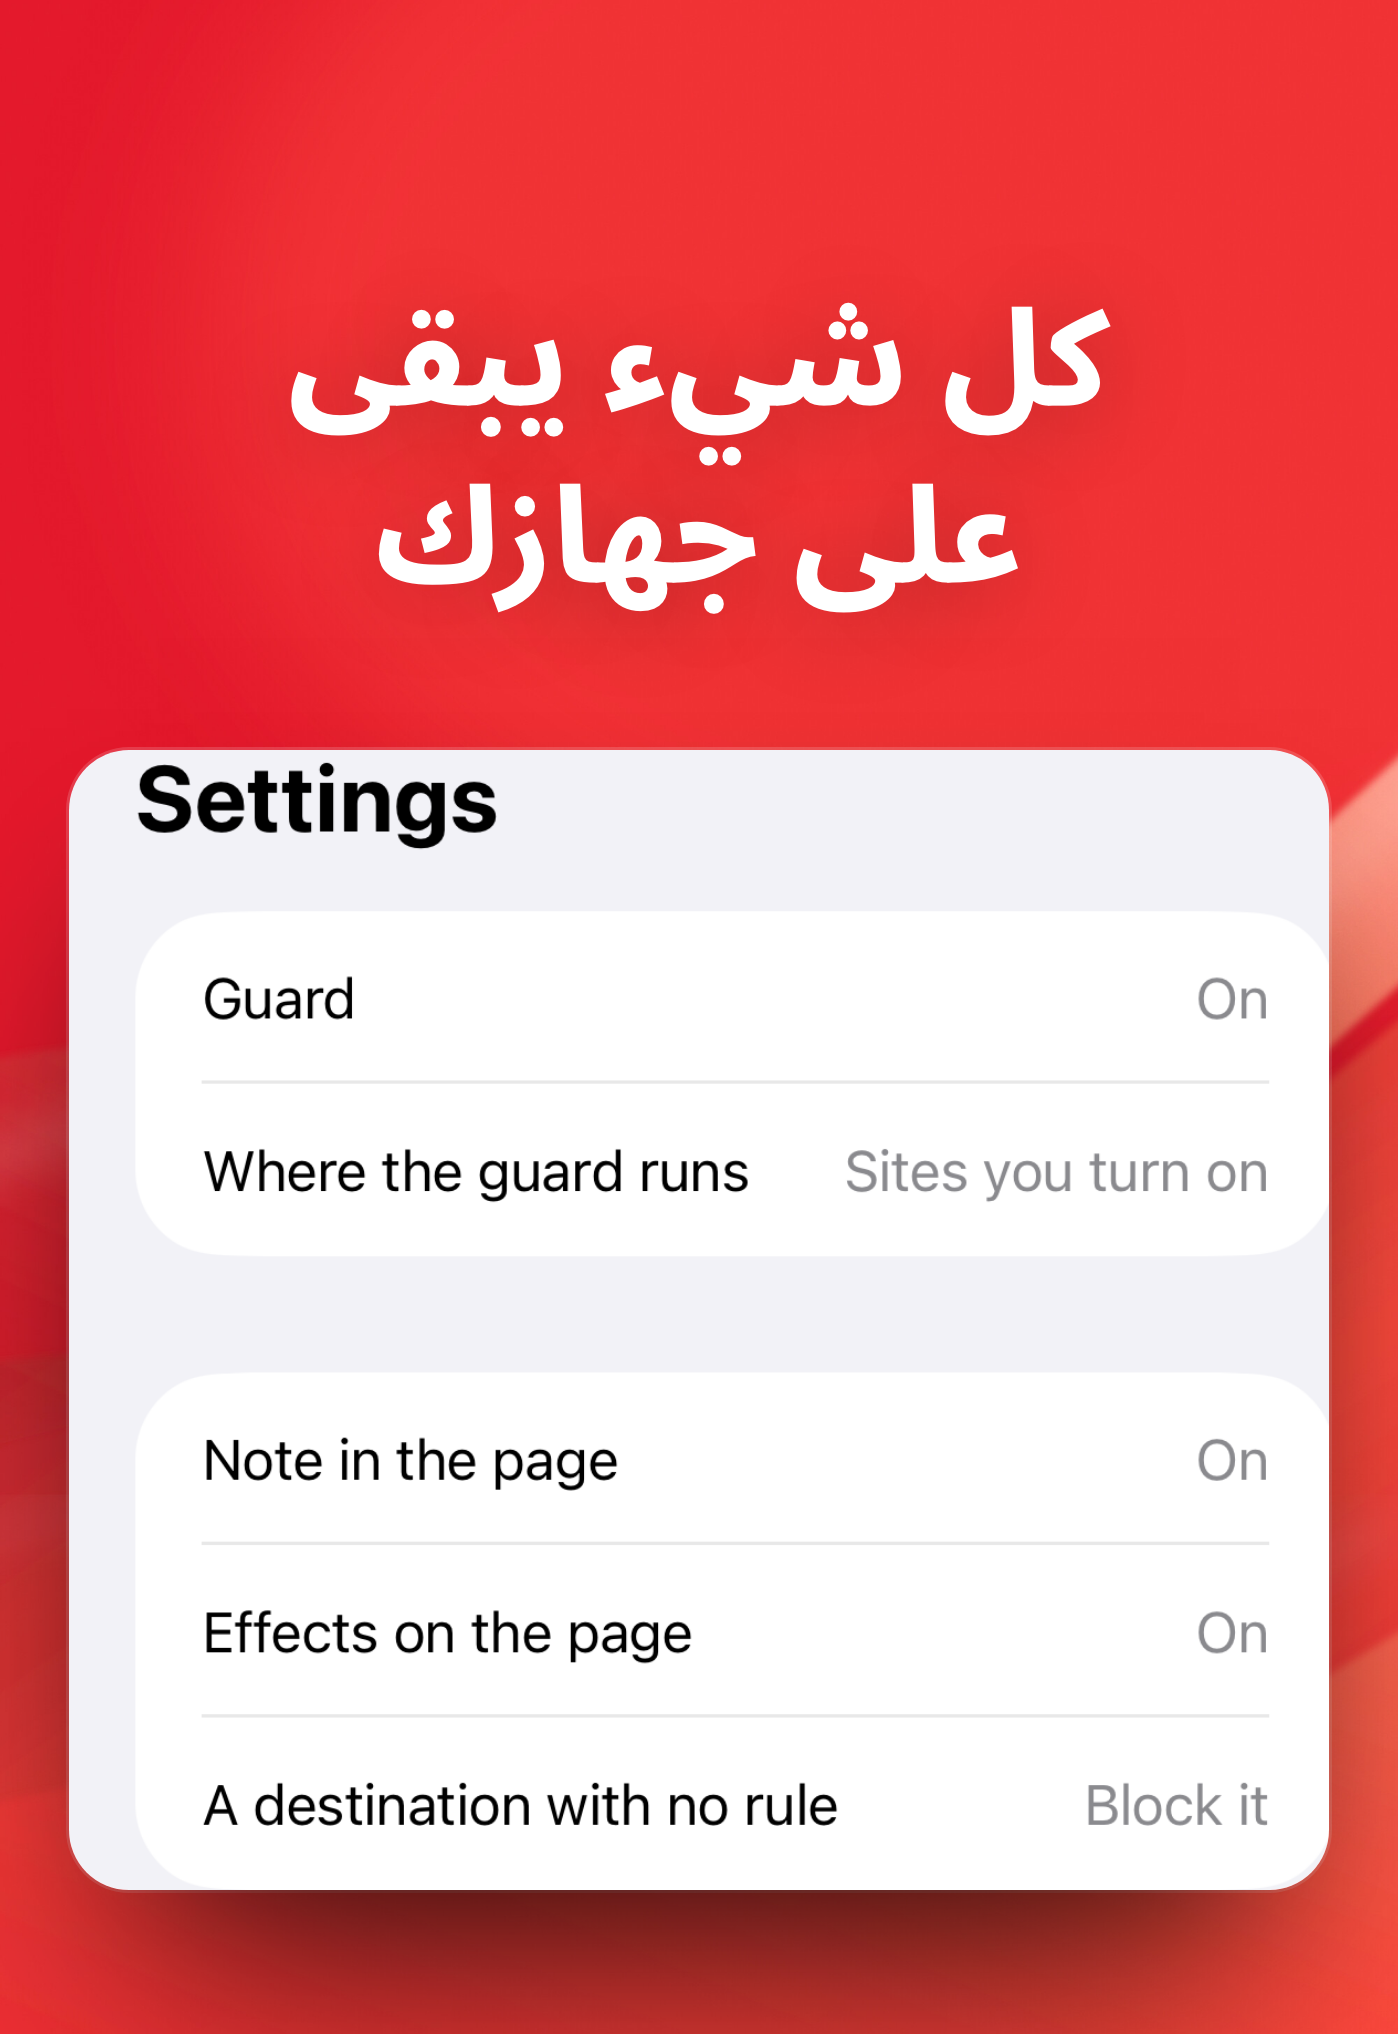 كل شيء يبقى
على جهازك
Settings
Guard On
Where the guard runs Sites you turn on
Note in the page On
Effects on the page On
A destination with no rule Block it